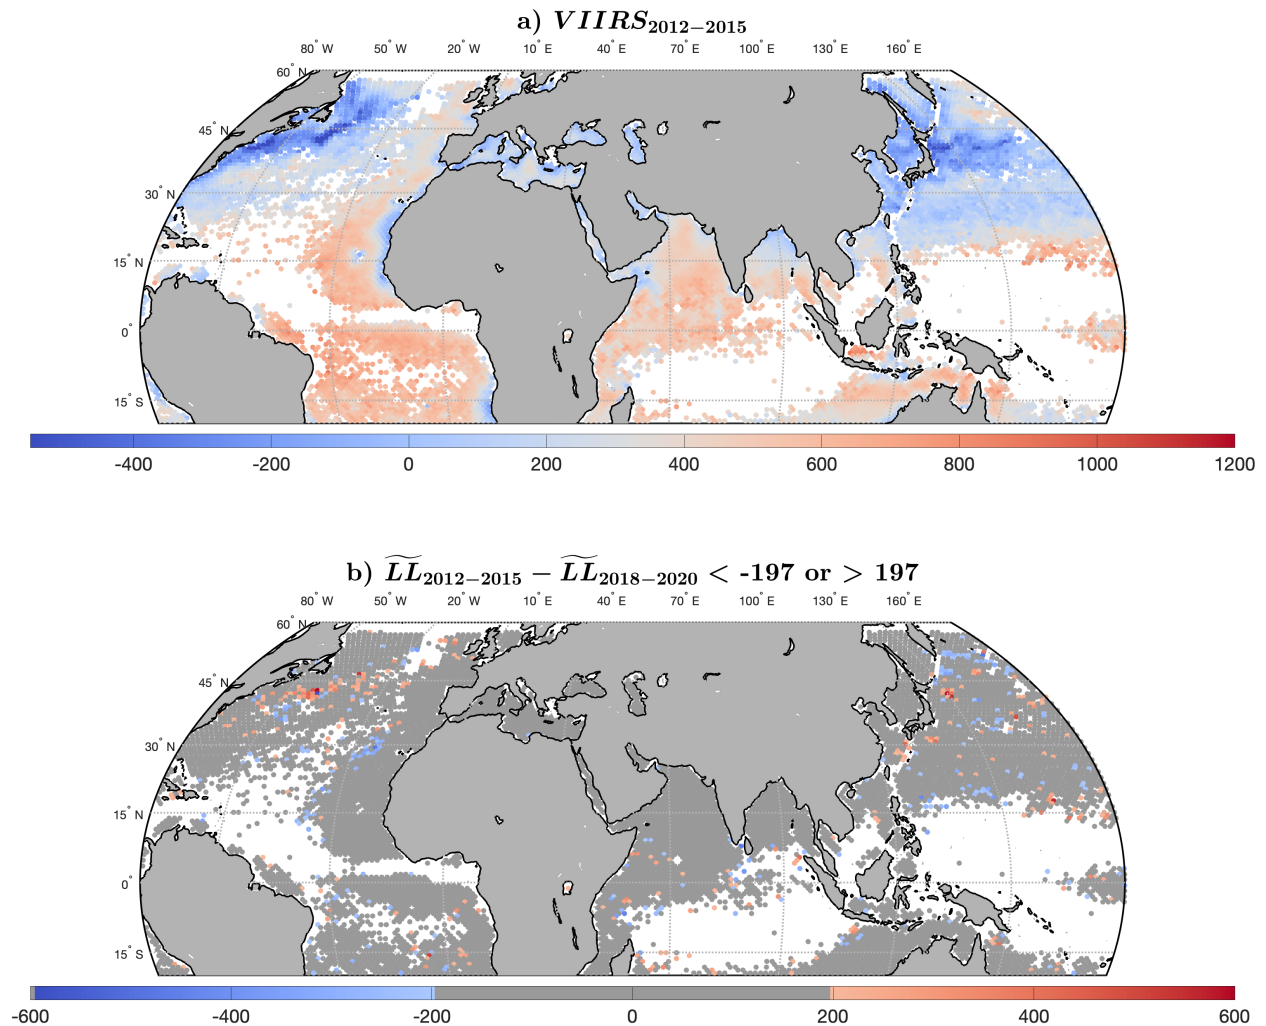 a) VIIRS2012−2015
80° W 50° W 20° W 10° E 40° E 70° E 100° E 130° E 160° E
60° N
45° N
30° N
15° N
0°
15° S
-400 -200 0 200 400 600 800 1000 1200
b) L͠L2012−2015 − L͠L2018−2020 < -197 or > 197
80° W 50° W 20° W 10° E 40° E 70° E 100° E 130° E 160° E
60° N
45° N
30° N
15° N
0°
15° S
-600 -400 -200 0 200 400 600